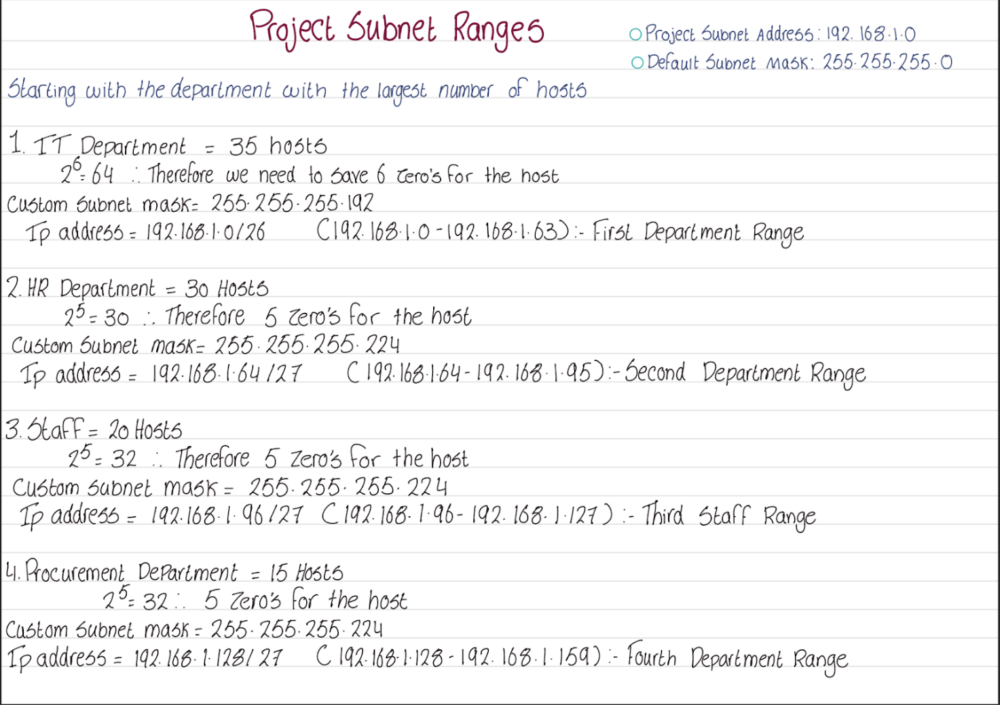 Project Subnet Ranges
Project Subnet Address: 192.168.1.0
Default Subnet Mask: 255.255.255.0
Starting with the department with the largest number of hosts
1. IT Department = 35 hosts
2^6=64 ∴ Therefore we need to save 6 zero's for the host
Custom Subnet mask= 255.255.255.192
Ip address = 192.168.1.0/26 (192.168.1.0-192.168.1.63):- First Department Range
2. HR Department = 30 Hosts
2^5=30 ∴ Therefore 5 zero's for the host
Custom Subnet mask= 255.255.255.224
Ip address = 192.168.1.64/27 (192.168.1.64-192.168.1.95):- Second Department Range
3. Staff = 20 Hosts
2^5=32 ∴ Therefore 5 zero's for the host
Custom subnet mask = 255.255.255.224
Ip address = 192.168.1.96/27 (192.168.1.96-192.168.1.127):- Third Staff Range
4. Procurement Department = 15 Hosts
2^5=32 ∴ 5 zero's for the host
Custom Subnet mask = 255.255.255.224
Ip address = 192.168.1.128/27 (192.168.1.128-192.168.1.159):- Fourth Department Range